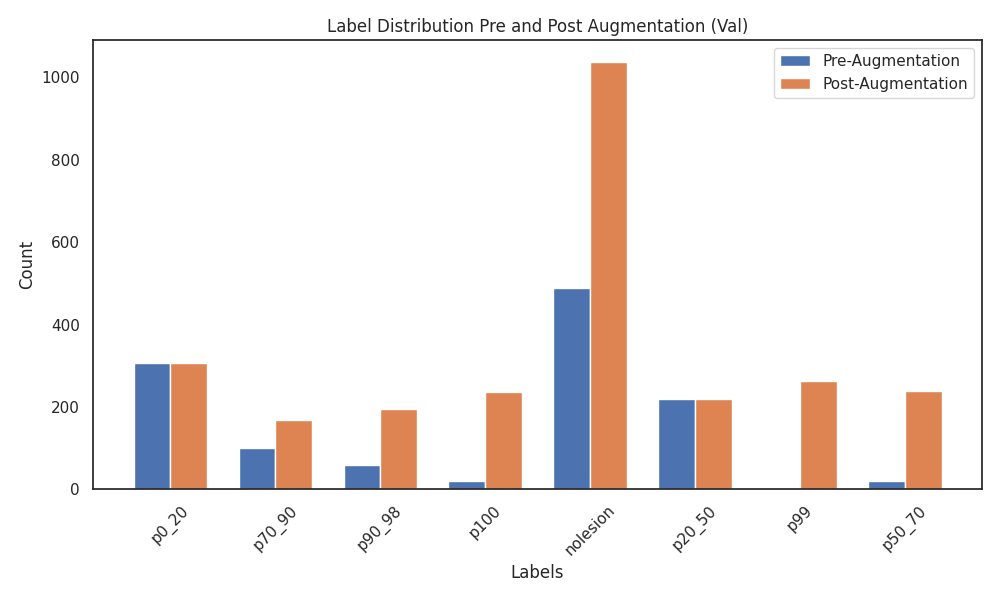 Label Distribution Pre and Post Augmentation (Val)
Pre-Augmentation
Post-Augmentation
Count
1000
800
600
400
200
0
p0_20
p70_90
p90_98
p100
nolesion
p20_50
p99
p50_70
Labels